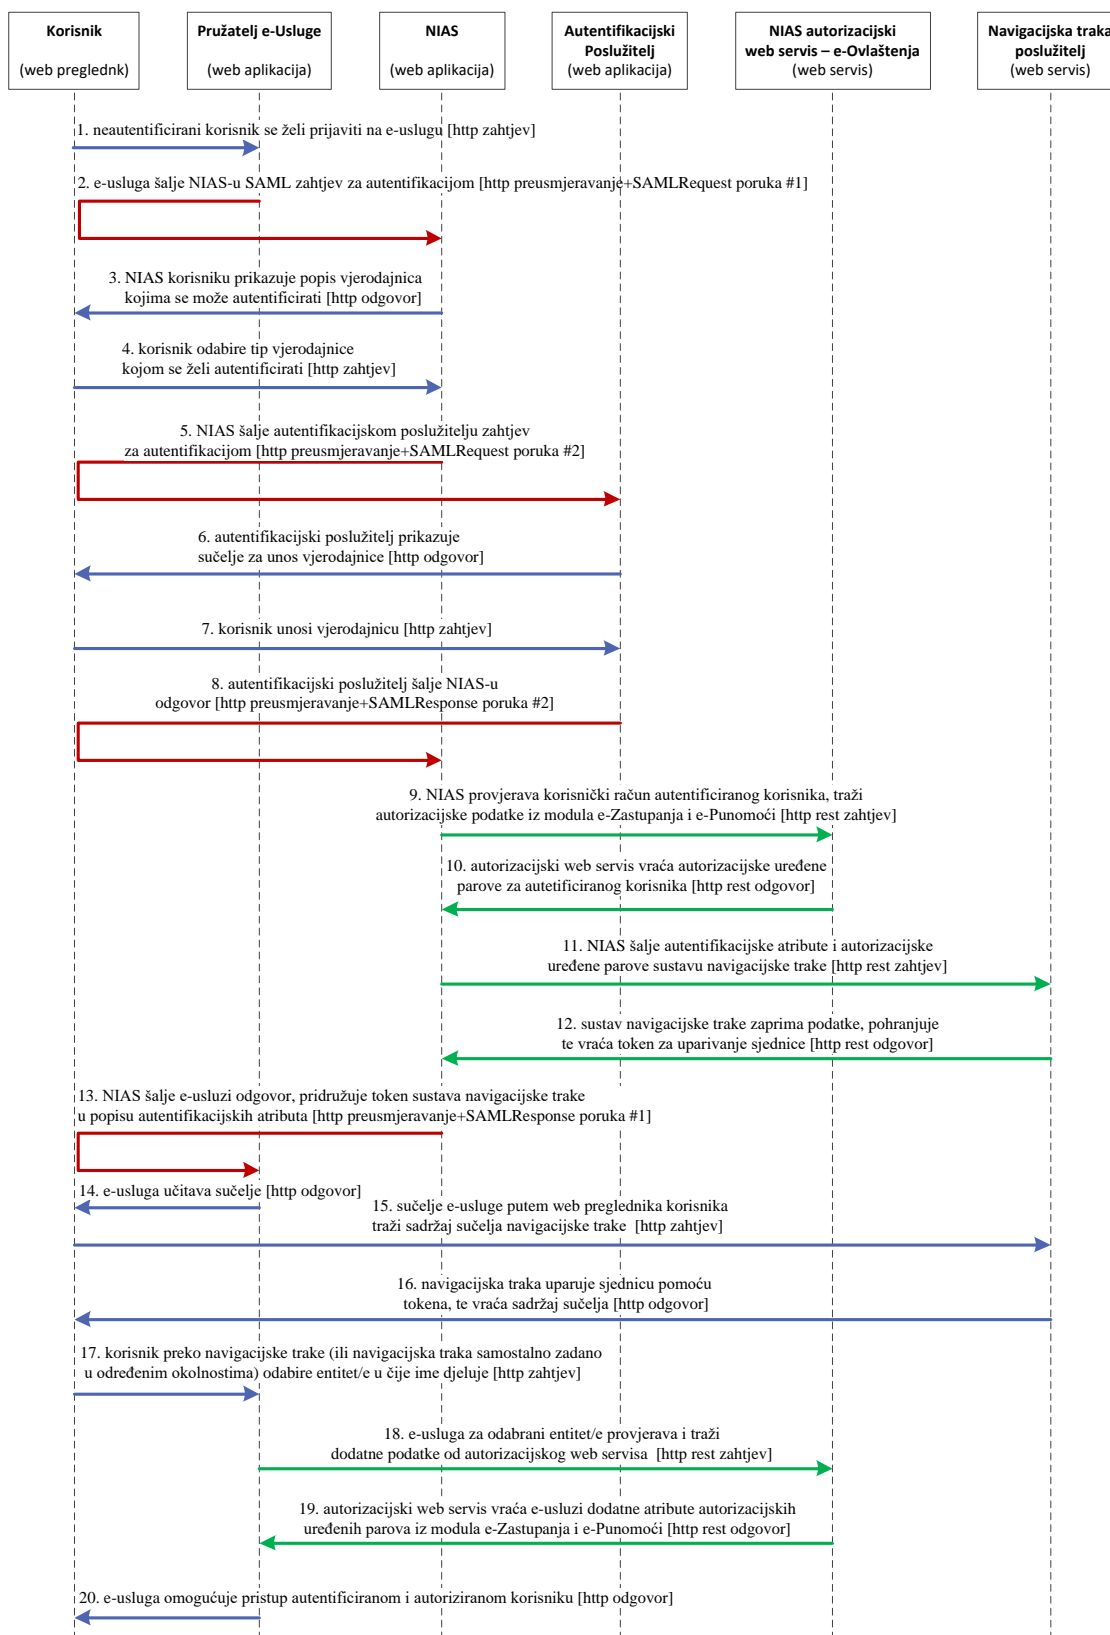 Korisnik
(web preglednk)
Pružatelj e-Usluge
(web aplikacija)
NIAS
(web aplikacija)
Autentifikacijski
Poslužitelj
(web aplikacija)
NIAS autorizacijski
web servis – e-Ovlaštenja
(web servis)
Navigacijska traka
poslužitelj
(web servis)
1. neautentificirani korisnik se želi prijaviti na e-uslugu [http zahtjev]
2. e-usluga šalje NIAS-u SAML zahtjev za autentifikacijom [http preusmjeravanje+SAMLRequest poruka #1]
3. NIAS korisniku prikazuje popis vjerodajnica
kojima se može autentificirati [http odgovor]
4. korisnik odabire tip vjerodajnice
kojom se želi autentificirati [http zahtjev]
5. NIAS šalje autentifikacijskom poslužitelju zahtjev
za autentifikacijom [http preusmjeravanje+SAMLRequest poruka #2]
6. autentifikacijski poslužitelj prikazuje
sučelje za unos vjerodajnice [http odgovor]
7. korisnik unosi vjerodajnicu [http zahtjev]
8. autentifikacijski poslužitelj šalje NIAS-u
odgovor [http preusmjeravanje+SAMLResponse poruka #2]
9. NIAS provjerava korisnički račun autentificiranog korisnika, traži
autorizacijske podatke iz modula e-Zastupanja i e-Punomoći [http rest zahtjev]
10. autorizacijski web servis vraća autorizacijske uređene
parove za autetificiranog korisnika [http rest odgovor]
11. NIAS šalje autentifikacijske atribute i autorizacijske
uređene parove sustavu navigacijske trake [http rest zahtjev]
12. sustav navigacijske trake zaprima podatke, pohranjuje
te vraća token za uparivanje sjednice [http rest odgovor]
13. NIAS šalje e-usluzi odgovor, pridružuje token sustava navigacijske trake
u popisu autentifikacijskih atributa [http preusmjeravanje+SAMLResponse poruka #1]
14. e-usluga učitava sučelje [http odgovor]
15. sučelje e-usluge putem web preglednika korisnika
traži sadržaj sučelja navigacijske trake [http zahtjev]
16. navigacijska traka uparuje sjednicu pomoću
tokena, te vraća sadržaj sučelja [http odgovor]
17. korisnik preko navigacijske trake (ili navigacijska traka samostalno zadano
u određenim okolnostima) odabire entitet/e u čije ime djeluje [http zahtjev]
18. e-usluga za odabrani entitet/e provjerava i traži
dodatne podatke od autorizacijskog web servisa [http rest zahtjev]
19. autorizacijski web servis vraća e-usluzi dodatne atribute autorizacijskih
uređenih parova iz modula e-Zastupanja i e-Punomoći [http rest odgovor]
20. e-usluga omogućuje pristup autentificiranom i autoriziranom korisniku [http odgovor]